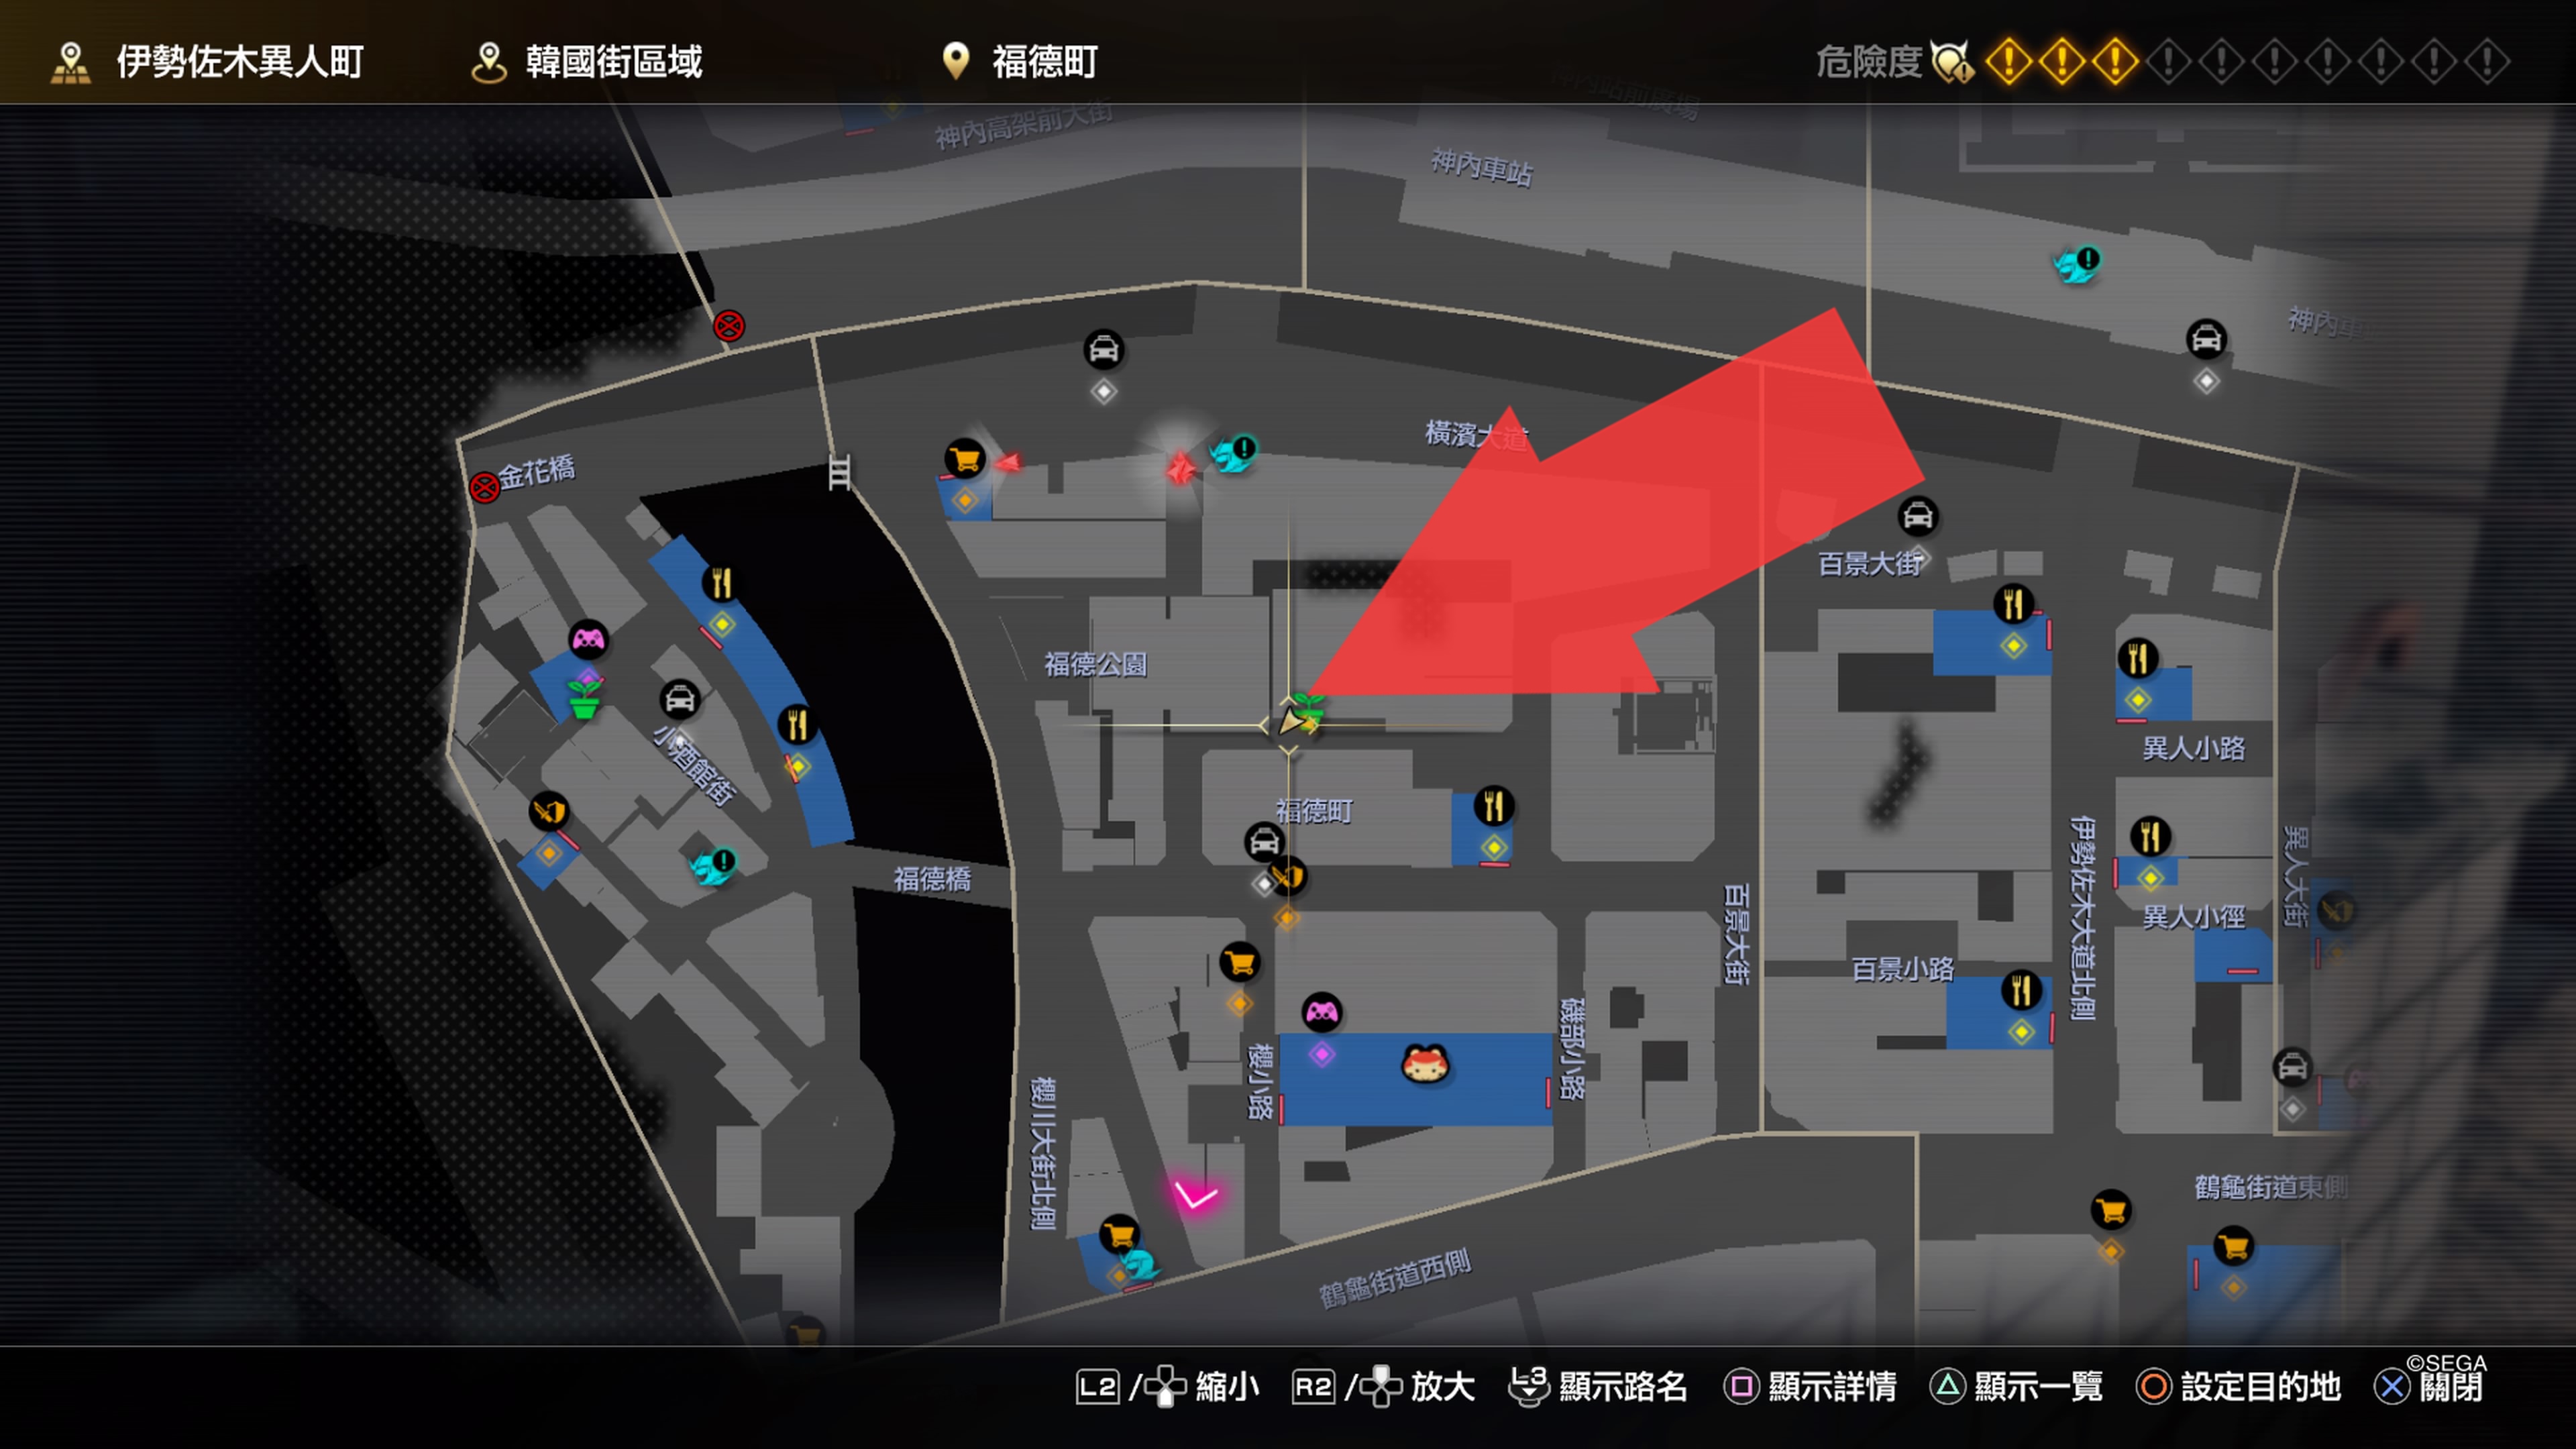 伊勢佐木異人町
韓國街區域
福德町
危險度
神內站前廣場
神內高架前大街
神內車站
神內車
橫濱大道
金花橋
百景大街
福德公園
小酒館街
異人小路
福德町
福德橋
百景大街
伊勢佐木大道北側
異人大街
異人小徑
百景小路
磯部小路
櫻小路
櫻川大街北側
鶴龜街道東側
鶴龜街道西側
L2 / 縮小
R2 / 放大
L3 顯示路名
顯示詳情
顯示一覽
設定目的地
關閉
©SEGA